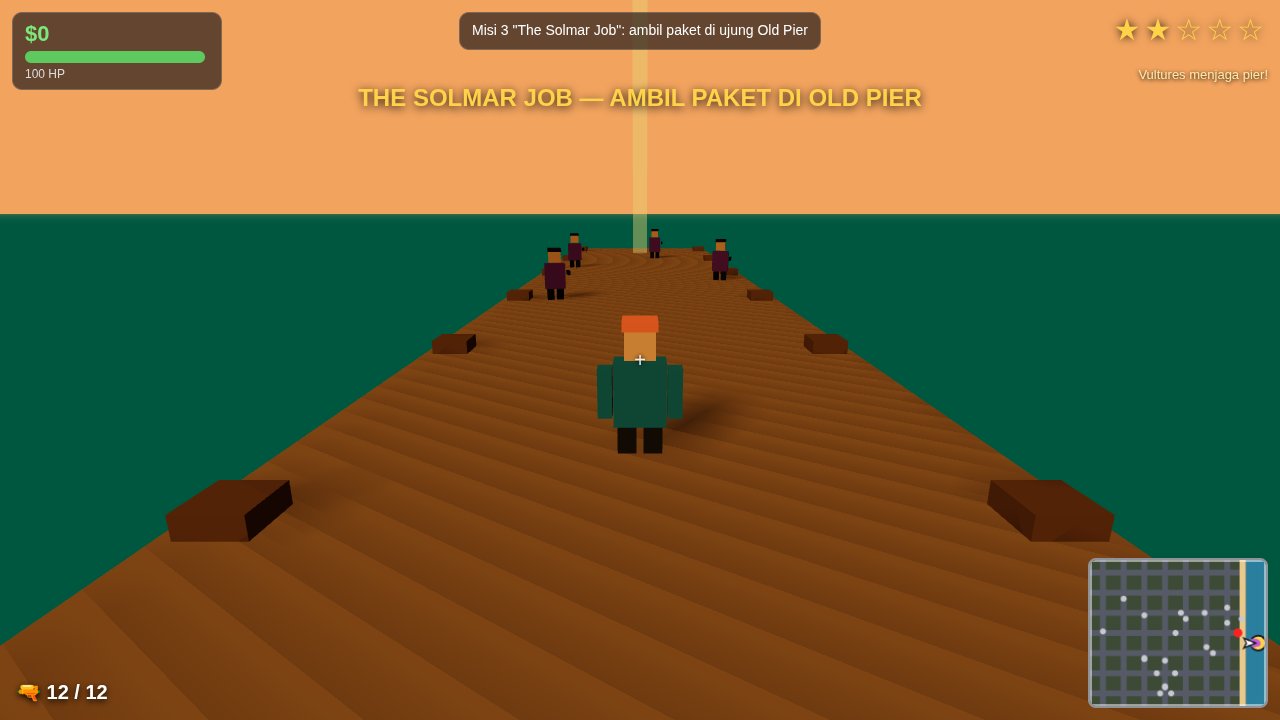 $0
100 HP
Misi 3 "The Solmar Job": ambil paket di ujung Old Pier
Vultures menjaga pier!
THE SOLMAR JOB — AMBIL PAKET DI OLD PIER
12 / 12